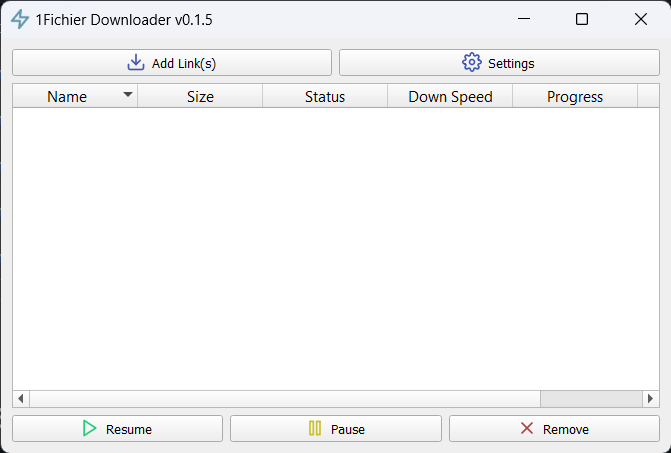 1Fichier Downloader v0.1.5
Add Link(s) Settings
Name Size Status Down Speed Progress
Resume Pause Remove